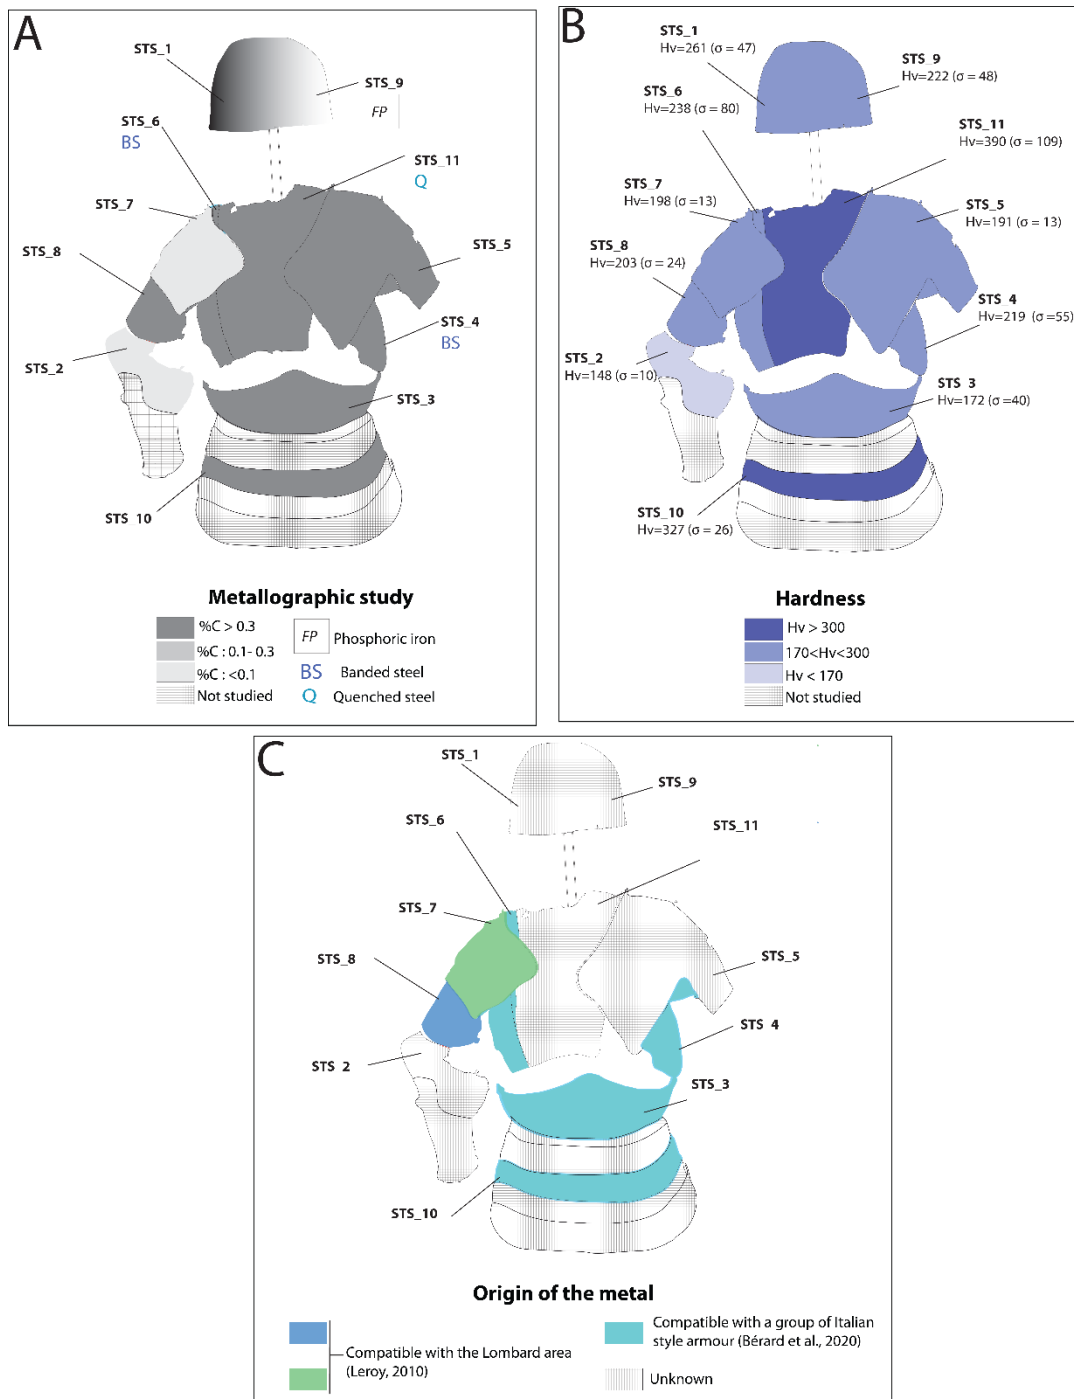 A
STS_1
STS_9
FP
STS_6
BS
STS_11
Q
STS_7
STS_8
STS_5
STS_4
BS
STS_2
STS_3
STS 10
Metallographic study
%C > 0.3
%C : 0.1- 0.3
%C : <0.1
Not studied
FP Phosphoric iron
BS Banded steel
Q Quenched steel
B
STS_1
Hv=261 (σ = 47)
STS_9
Hv=222 (σ = 48)
STS_6
Hv=238 (σ = 80)
STS_11
Hv=390 (σ = 109)
STS_7
Hv=198 (σ =13)
STS_5
Hv=191 (σ = 13)
STS_8
Hv=203 (σ = 24)
STS_4
Hv=219 (σ =55)
STS_2
Hv=148 (σ =10)
STS_3
Hv=172 (σ =40)
STS_10
Hv=327 (σ = 26)
Hardness
Hv > 300
170<Hv<300
Hv < 170
Not studied
C
STS_1
STS_9
STS_6
STS_11
STS_7
STS_8
STS_5
STS 4
STS_2
STS_3
STS_10
Origin of the metal
Compatible with the Lombard area
(Leroy, 2010)
Compatible with a group of Italian
style armour (Bérard et al., 2020)
Unknown